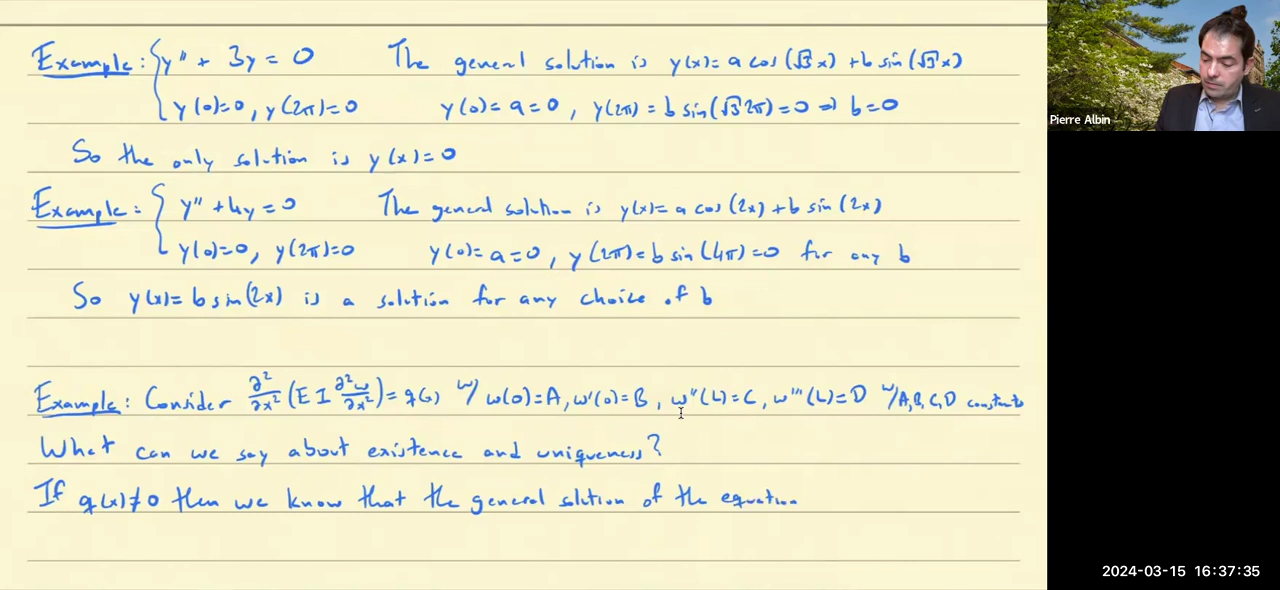 Example: { y'' + 3y = 0 The general solution is y(x) = a cos(√3 x) + b sin(√3 x)
y(0)=0, y(2π)=0 y(0) = a = 0, y(2π) = b sin(√3 2π) = 0 ⇒ b = 0
So the only solution is y(x) = 0
Example: { y'' + 4y = 0 The general solution is y(x) = a cos(2x) + b sin(2x)
y(0)=0, y(2π)=0 y(0) = a = 0, y(2π) = b sin(4π) = 0 for any b
So y(x) = b sin(2x) is a solution for any choice of b
Example: Consider ∂²/∂x² (E I ∂²w/∂x²) = q(x) w/ w(0)=A, w'(0)=B, w''(L)=C, w'''(L)=D w/ A,B,C,D constants
What can we say about existence and uniqueness?
If q(x)≠0 then we know that the general solution of the equation
Pierre Albin
2024-03-15 16:37:35